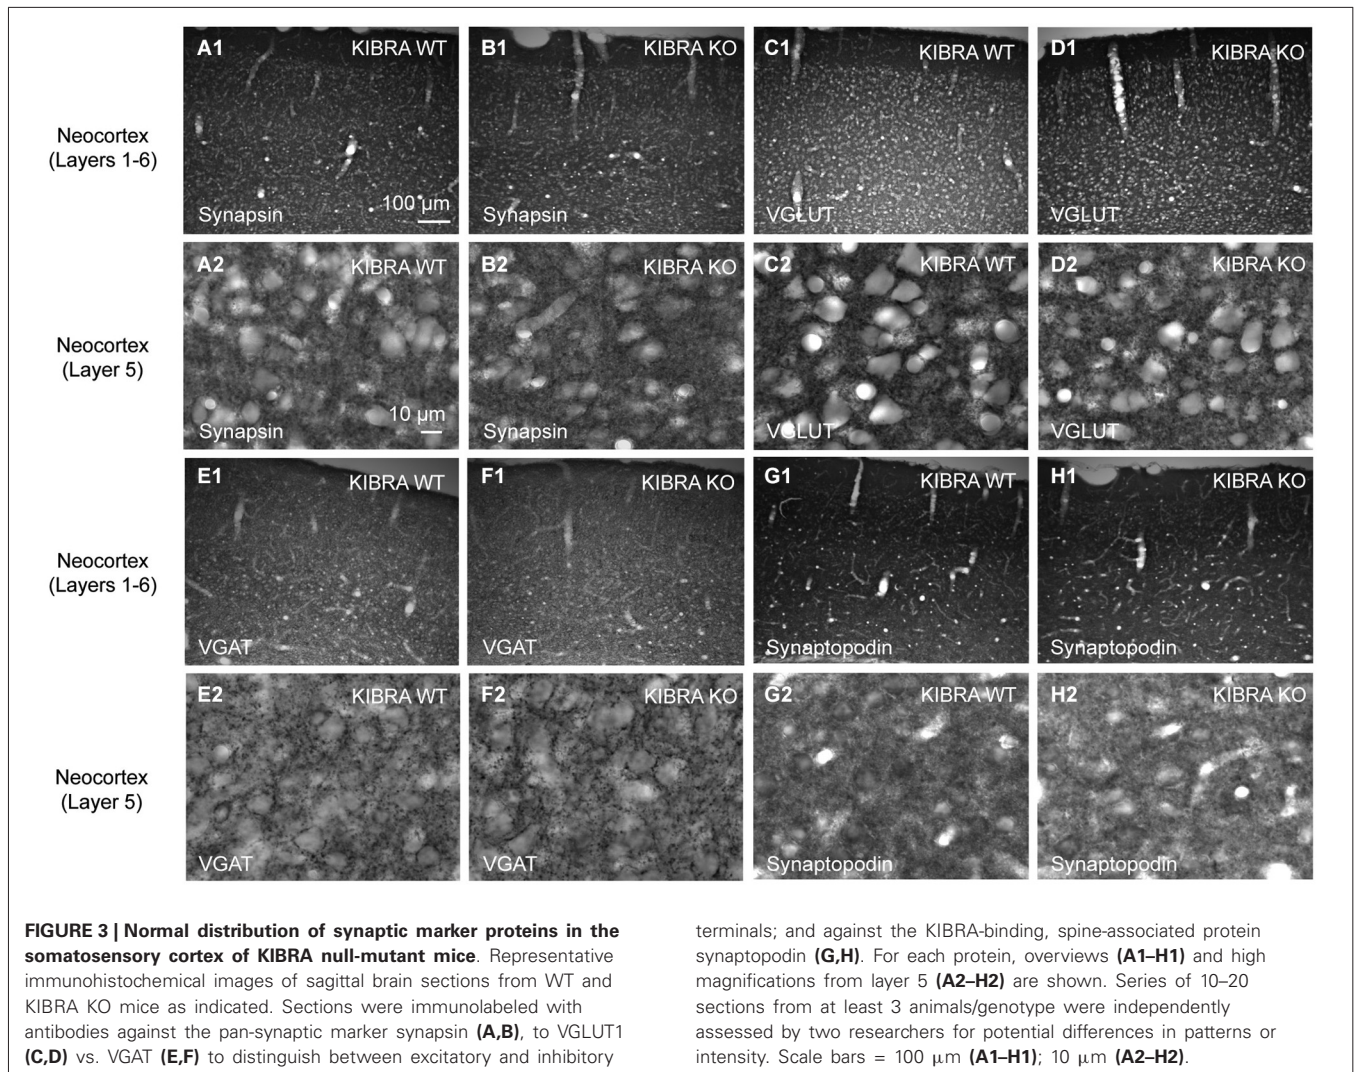 A1 KIBRA WT B1 KIBRA KO C1 KIBRA WT D1 KIBRA KO
Neocortex
(Layers 1-6)
Synapsin 100 μm Synapsin VGLUT VGLUT
A2 KIBRA WT B2 KIBRA KO C2 KIBRA WT D2 KIBRA KO
Neocortex
(Layer 5)
Synapsin 10 μm Synapsin VGLUT VGLUT
E1 KIBRA WT F1 KIBRA KO G1 KIBRA WT H1 KIBRA KO
Neocortex
(Layers 1-6)
VGAT VGAT Synaptopodin Synaptopodin
E2 KIBRA WT F2 KIBRA KO G2 KIBRA WT H2 KIBRA KO
Neocortex
(Layer 5)
VGAT VGAT Synaptopodin Synaptopodin
FIGURE 3 | Normal distribution of synaptic marker proteins in the
somatosensory cortex of KIBRA null-mutant mice. Representative
immunohistochemical images of sagittal brain sections from WT and
KIBRA KO mice as indicated. Sections were immunolabeled with
antibodies against the pan-synaptic marker synapsin (A,B), to VGLUT1
(C,D) vs. VGAT (E,F) to distinguish between excitatory and inhibitory
terminals; and against the KIBRA-binding, spine-associated protein
synaptopodin (G,H). For each protein, overviews (A1–H1) and high
magnifications from layer 5 (A2–H2) are shown. Series of 10–20
sections from at least 3 animals/genotype were independently
assessed by two researchers for potential differences in patterns or
intensity. Scale bars = 100 μm (A1–H1); 10 μm (A2–H2).